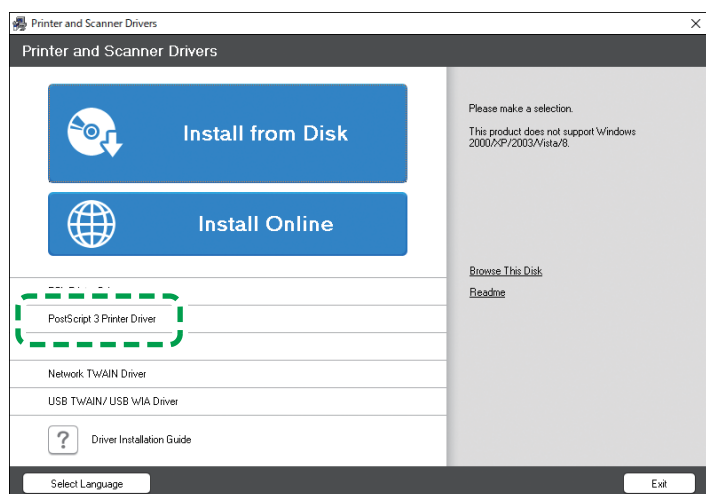 Printer and Scanner Drivers
Printer and Scanner Drivers
Install from Disk
Install Online
PostScript 3 Printer Driver
Network TWAIN Driver
USB TWAIN/ USB WIA Driver
? Driver Installation Guide
Please make a selection.
This product does not support Windows
2000/XP/2003/Vista/8.
Browse This Disk
Readme
Select Language
Exit